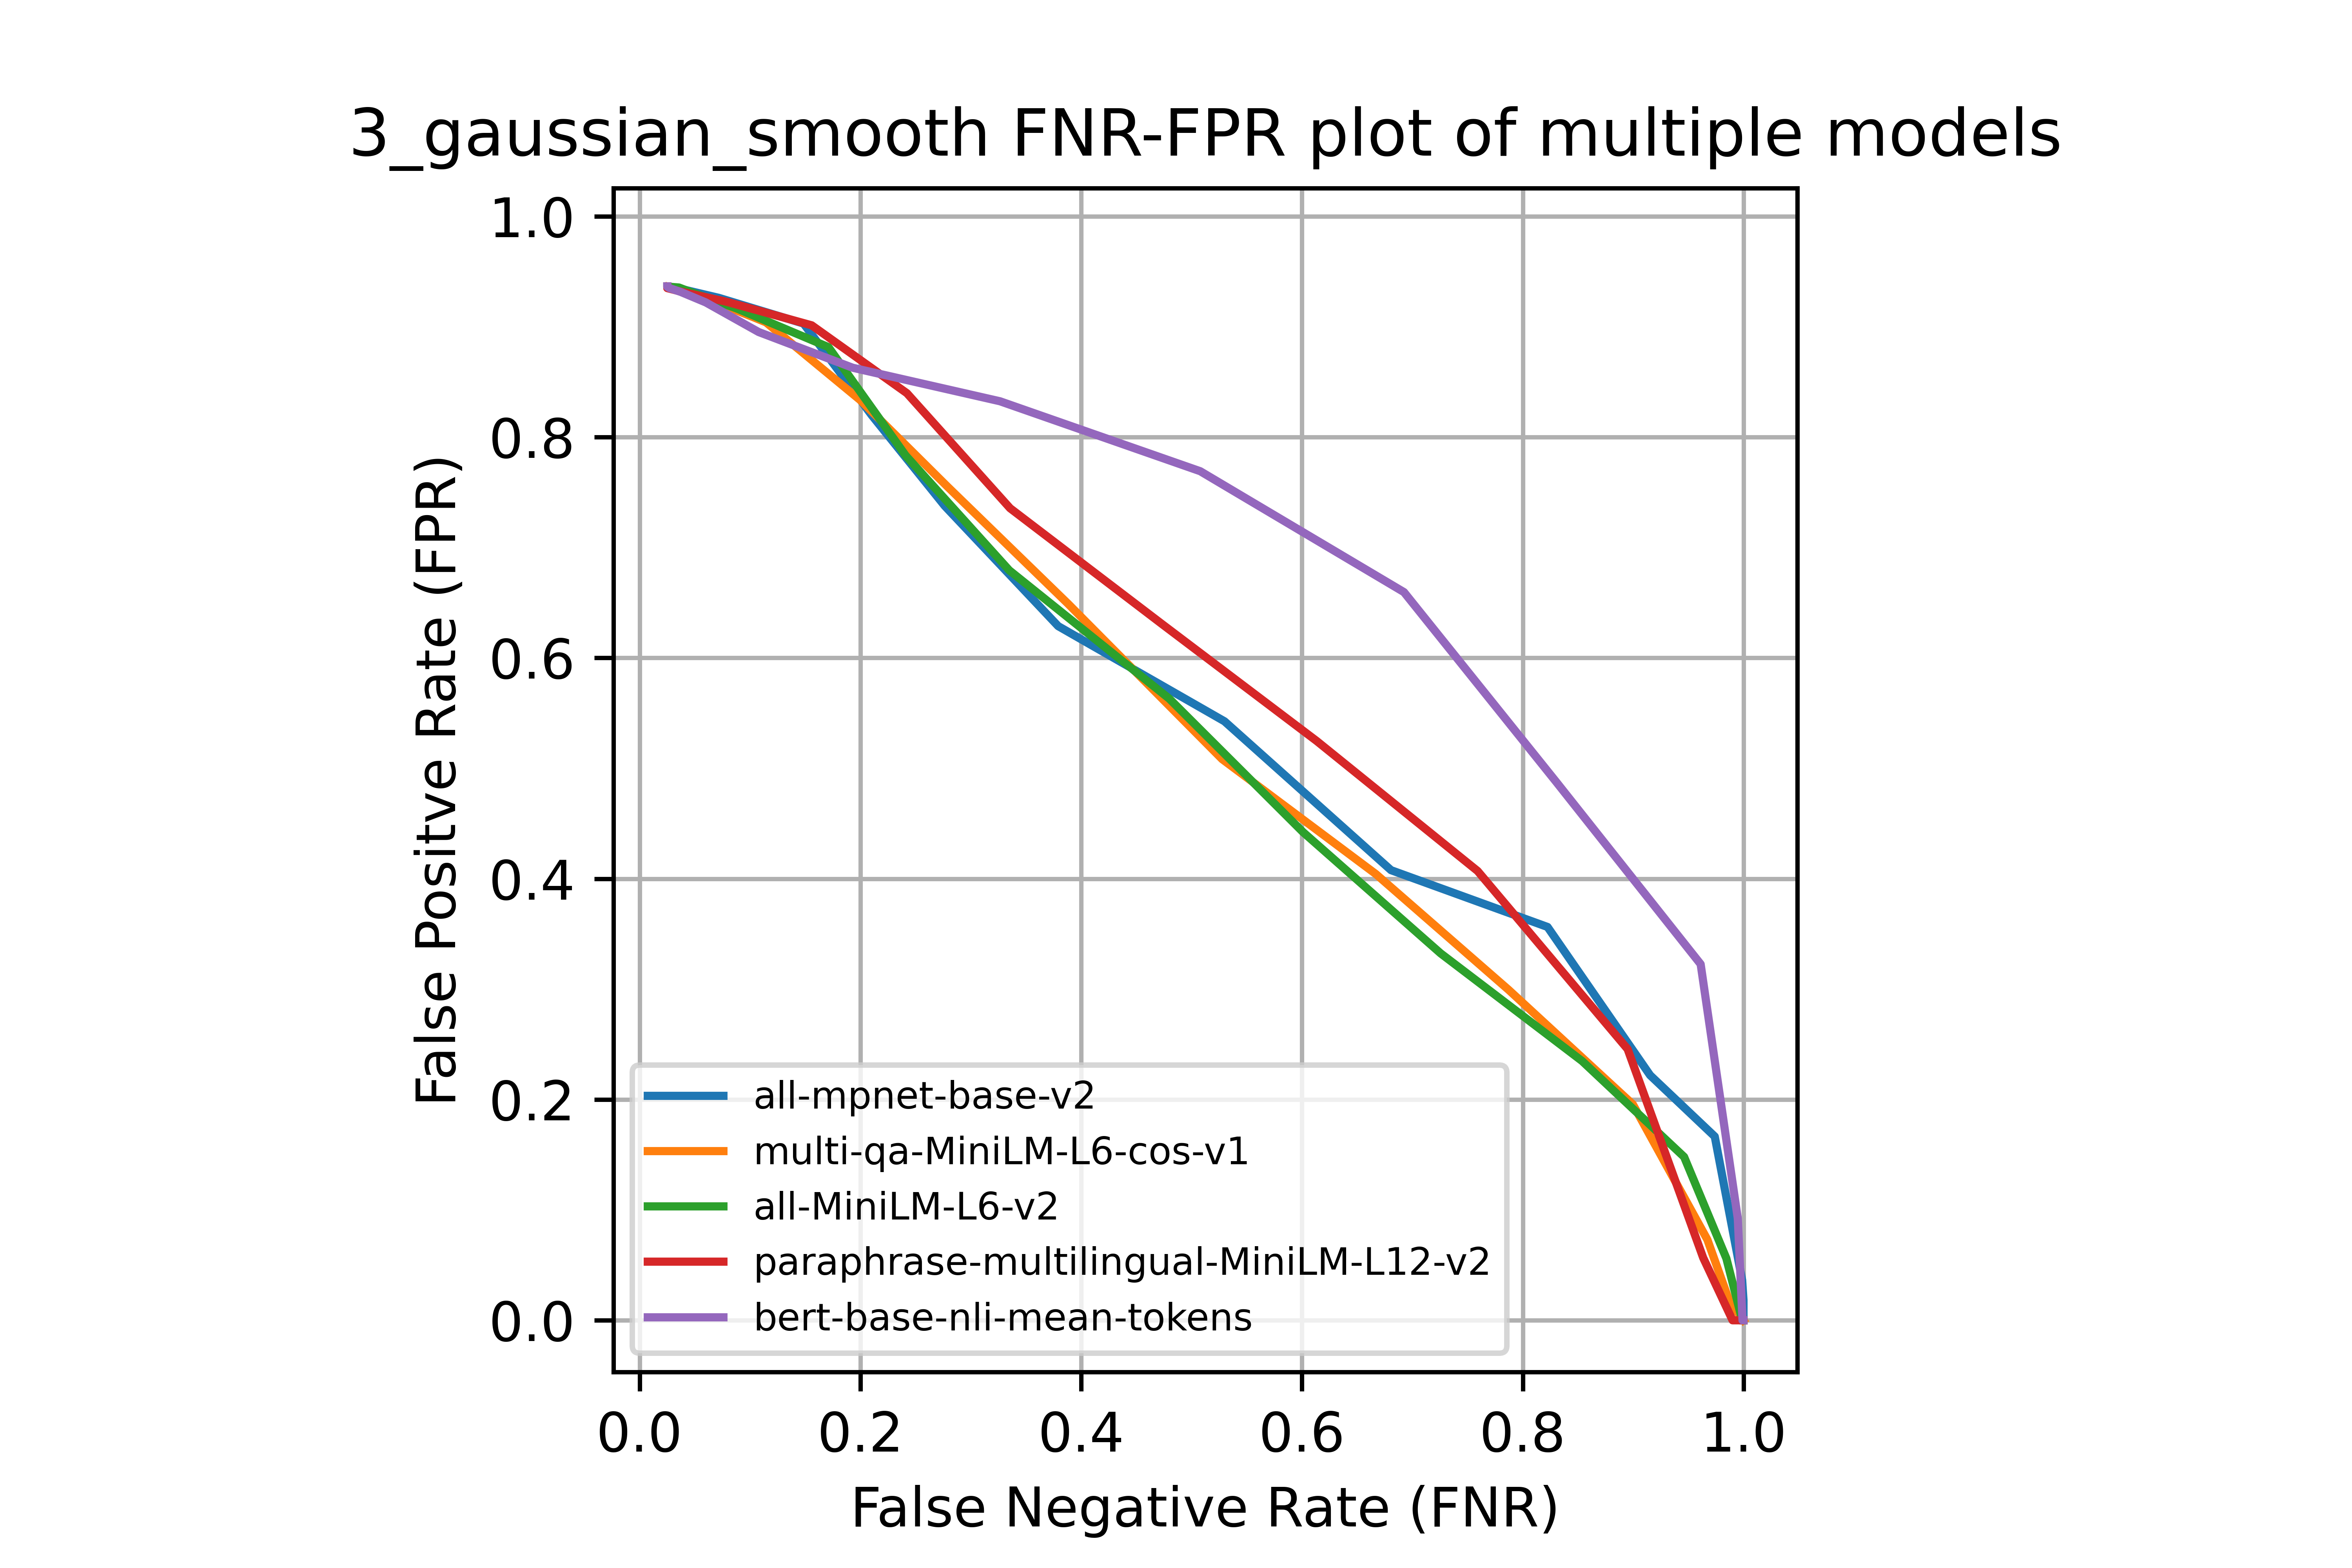 3_gaussian_smooth FNR-FPR plot of multiple models
False Positve Rate (FPR)
1.0
0.8
0.6
0.4
0.2
0.0
all-mpnet-base-v2
multi-qa-MiniLM-L6-cos-v1
all-MiniLM-L6-v2
paraphrase-multilingual-MiniLM-L12-v2
bert-base-nli-mean-tokens
0.0 0.2 0.4 0.6 0.8 1.0
False Negative Rate (FNR)